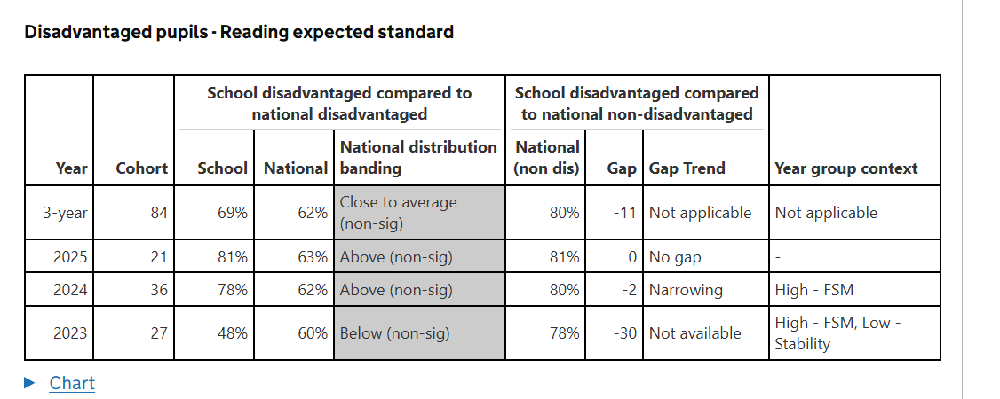 Disadvantaged pupils - Reading expected standard
School disadvantaged compared to national disadvantaged
School disadvantaged compared to national non-disadvantaged
Year Cohort School National National distribution banding National (non dis) Gap Gap Trend Year group context
3-year 84 69% 62% Close to average (non-sig) 80% -11 Not applicable Not applicable
2025 21 81% 63% Above (non-sig) 81% 0 No gap -
2024 36 78% 62% Above (non-sig) 80% -2 Narrowing High - FSM
2023 27 48% 60% Below (non-sig) 78% -30 Not available High - FSM, Low - Stability
Chart